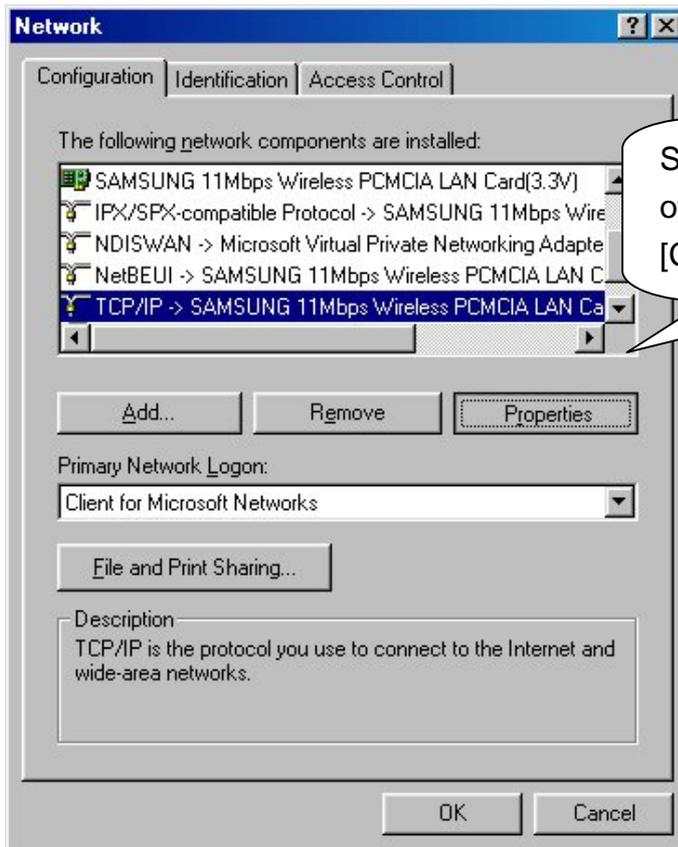 Network
Configuration Identification Access Control
The following network components are installed:
SAMSUNG 11Mbps Wireless PCMCIA LAN Card(3.3V)
IPX/SPX-compatible Protocol -> SAMSUNG 11Mbps Wire
NDISWAN -> Microsoft Virtual Private Networking Adapte
NetBEUI -> SAMSUNG 11Mbps Wireless PCMCIA LAN C
TCP/IP -> SAMSUNG 11Mbps Wireless PCMCIA LAN Ca
Add... Remove Properties
Primary Network Logon:
Client for Microsoft Networks
File and Print Sharing...
Description
TCP/IP is the protocol you use to connect to the Internet and
wide-area networks.
OK Cancel